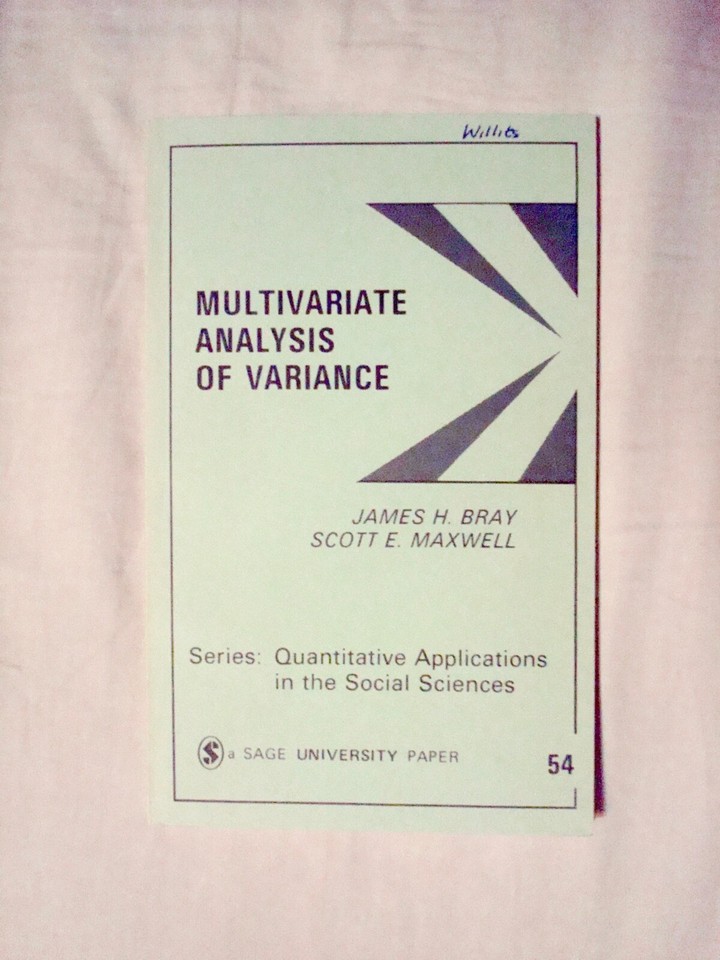 Willits
MULTIVARIATE
ANALYSIS
OF VARIANCE
JAMES H. BRAY
SCOTT E. MAXWELL
Series: Quantitative Applications
in the Social Sciences
S a SAGE UNIVERSITY PAPER
54